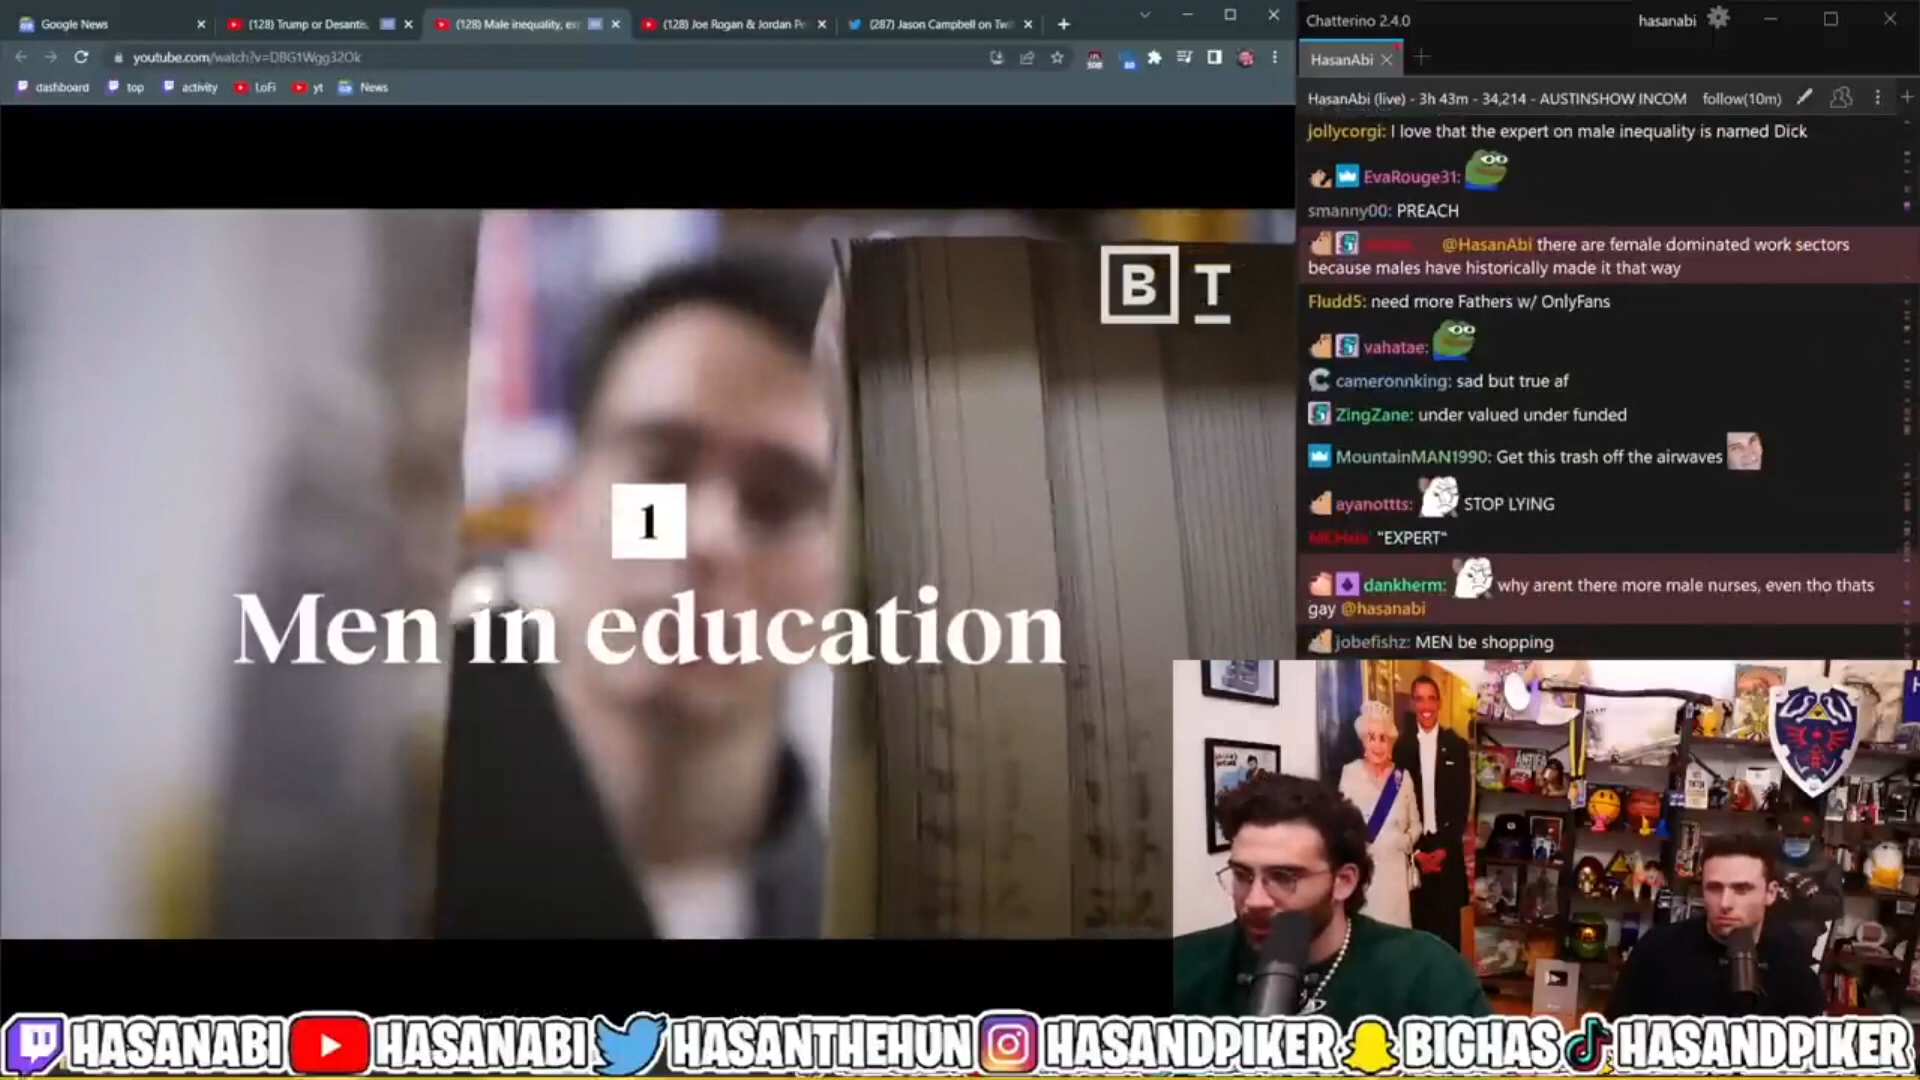 Google News
(128) Trump or Desantis,
(128) Male inequality, ex
(128) Joe Rogan & Jordan Pe
(287) Jason Campbell on Twi
youtube.com/watch?v=DBG1Wgg32Ok
dashboard
top
activity
LoFi
yt
News
B T
1
Men in education
Chatterino 2.4.0
hasanabi
HasanAbi
HasanAbi (live) - 3h 43m - 34,214 - AUSTINSHOW INCOM
follow(10m)
jollycorgi: I love that the expert on male inequality is named Dick
EvaRouge31:
smanny00: PREACH
@HasanAbi there are female dominated work sectors
because males have historically made it that way
Fludd5: need more Fathers w/ OnlyFans
vahatae:
cameronnking: sad but true af
ZingZane: under valued under funded
MountainMAN1990: Get this trash off the airwaves
ayanottts: STOP LYING
"EXPERT"
dankherm: why arent there more male nurses, even tho thats
gay @hasanabi
jobefishz: MEN be shopping
HASANABI HASANABI HASANTHEHUN HASANDPIKER BIGHAS HASANDPIKER